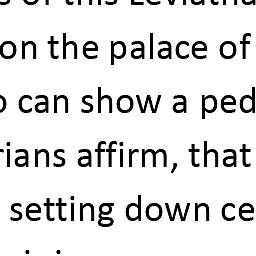 s of this Leviatha
on the palace of
o can show a ped
rians affirm, that
setting down ce